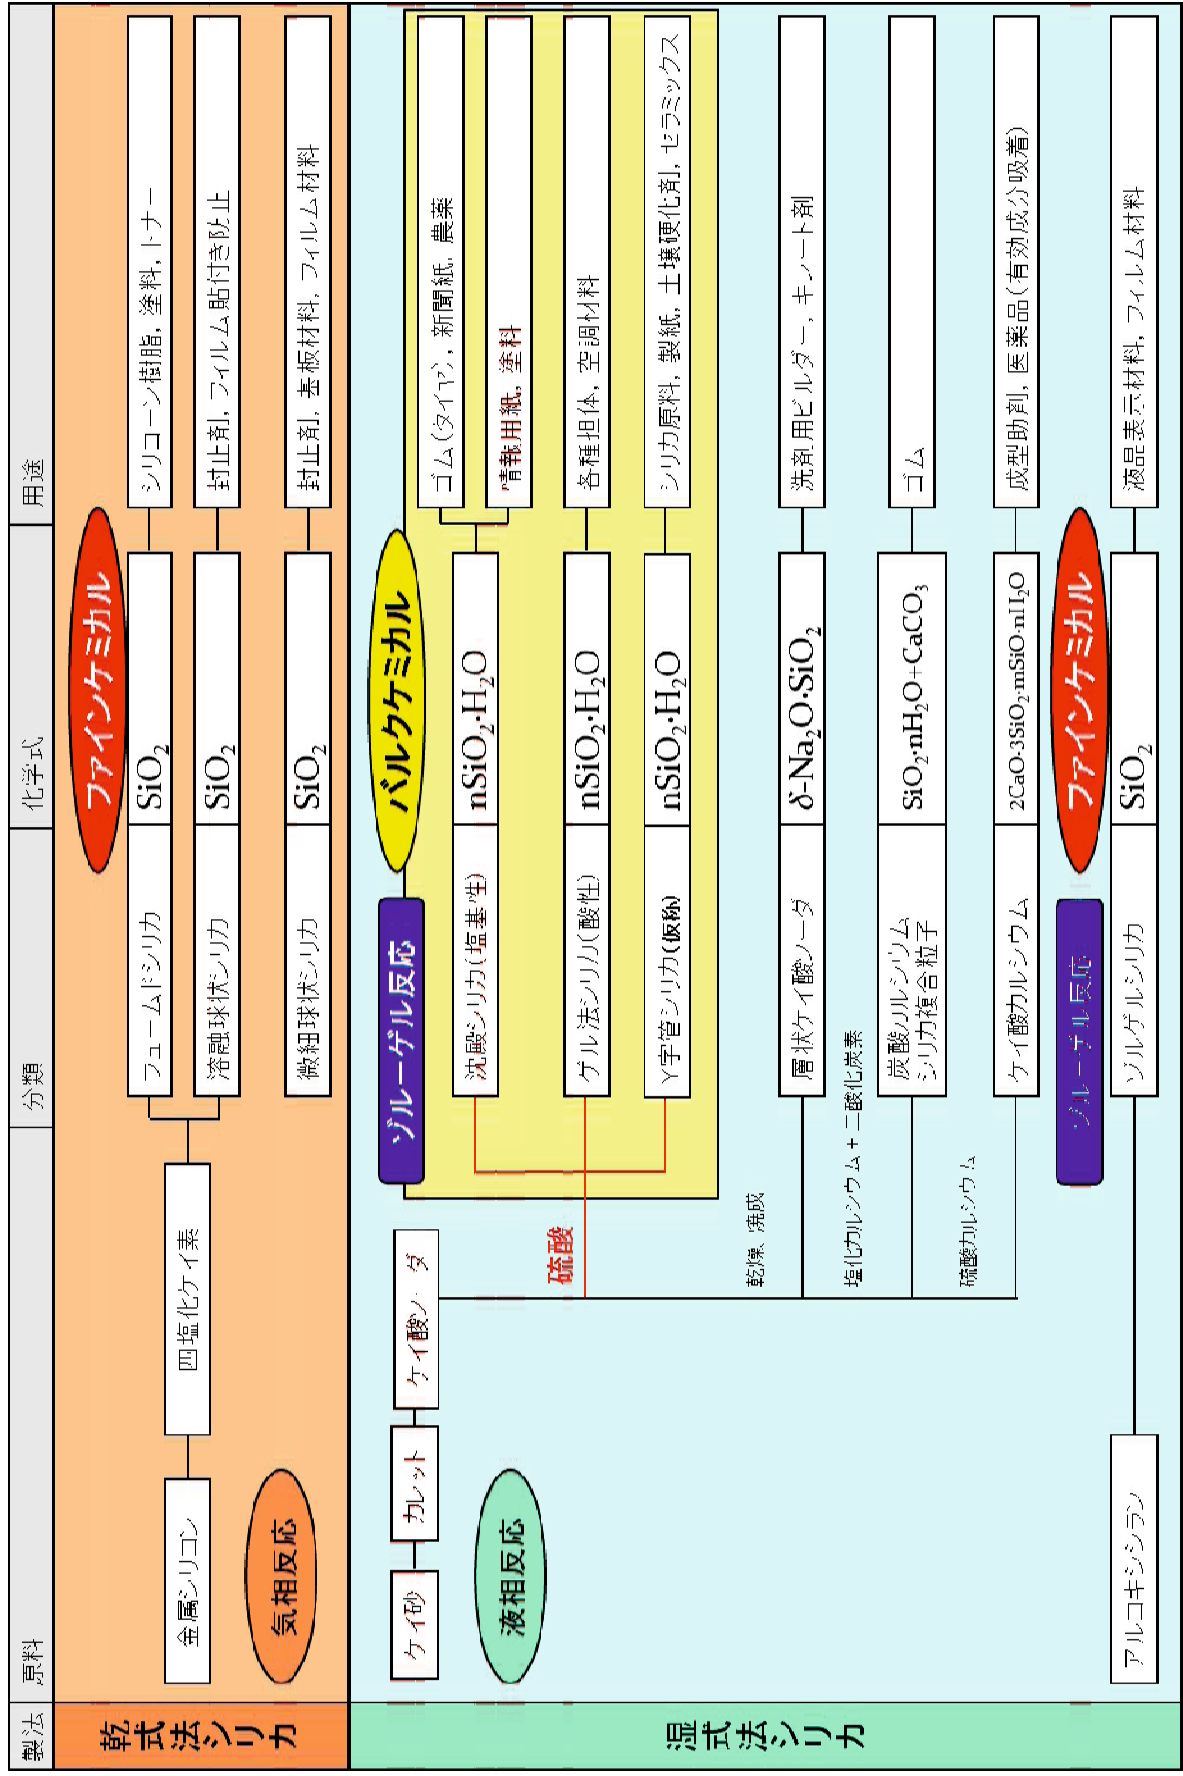 製法
原料
分類
化学式
用途
乾式法シリカ
ファインケミカル
金属シリコン
四塩化ケイ素
フュームドシリカ
SiO₂
シリコーン樹脂，塗料，トナー
溶融球状シリカ
SiO₂
封止剤，フィルム貼付き防止
気相反応
微細球状シリカ
SiO₂
封止剤，基板材料，フィルム材料
湿式法シリカ
ゾルーゲル反応
バルクケミカル
ケイ砂
カレット
ケイ酸ソーダ
液相反応
硫酸
沈殿シリカ（塩基性）
nSiO₂·H₂O
ゴム（タイヤ），新聞紙，農薬
情報用紙，塗料
ゲル法シリカ（酸性）
nSiO₂·H₂O
各種担体，空調材料
Y字管シリカ（仮称）
nSiO₂·H₂O
シリカ原料，製紙，土壌硬化剤，セラミックス
乾燥，焼成
層状ケイ酸ソーダ
δ-Na₂O·SiO₂
洗剤用ビルダー，キレート剤
塩化カルシウム＋二酸化炭素
炭酸カルシウム
シリカ複合粒子
SiO₂·nH₂O+CaCO₃
ゴム
硫酸カルシウム
ケイ酸カルシウム
2CaO·3SiO₂·mSiO·nH₂O
成型助剤，医薬品（有効成分吸着）
ゾルーゲル反応
ファインケミカル
アルコキシシラン
ゾルゲルシリカ
SiO₂
液晶表示材料，フィルム材料